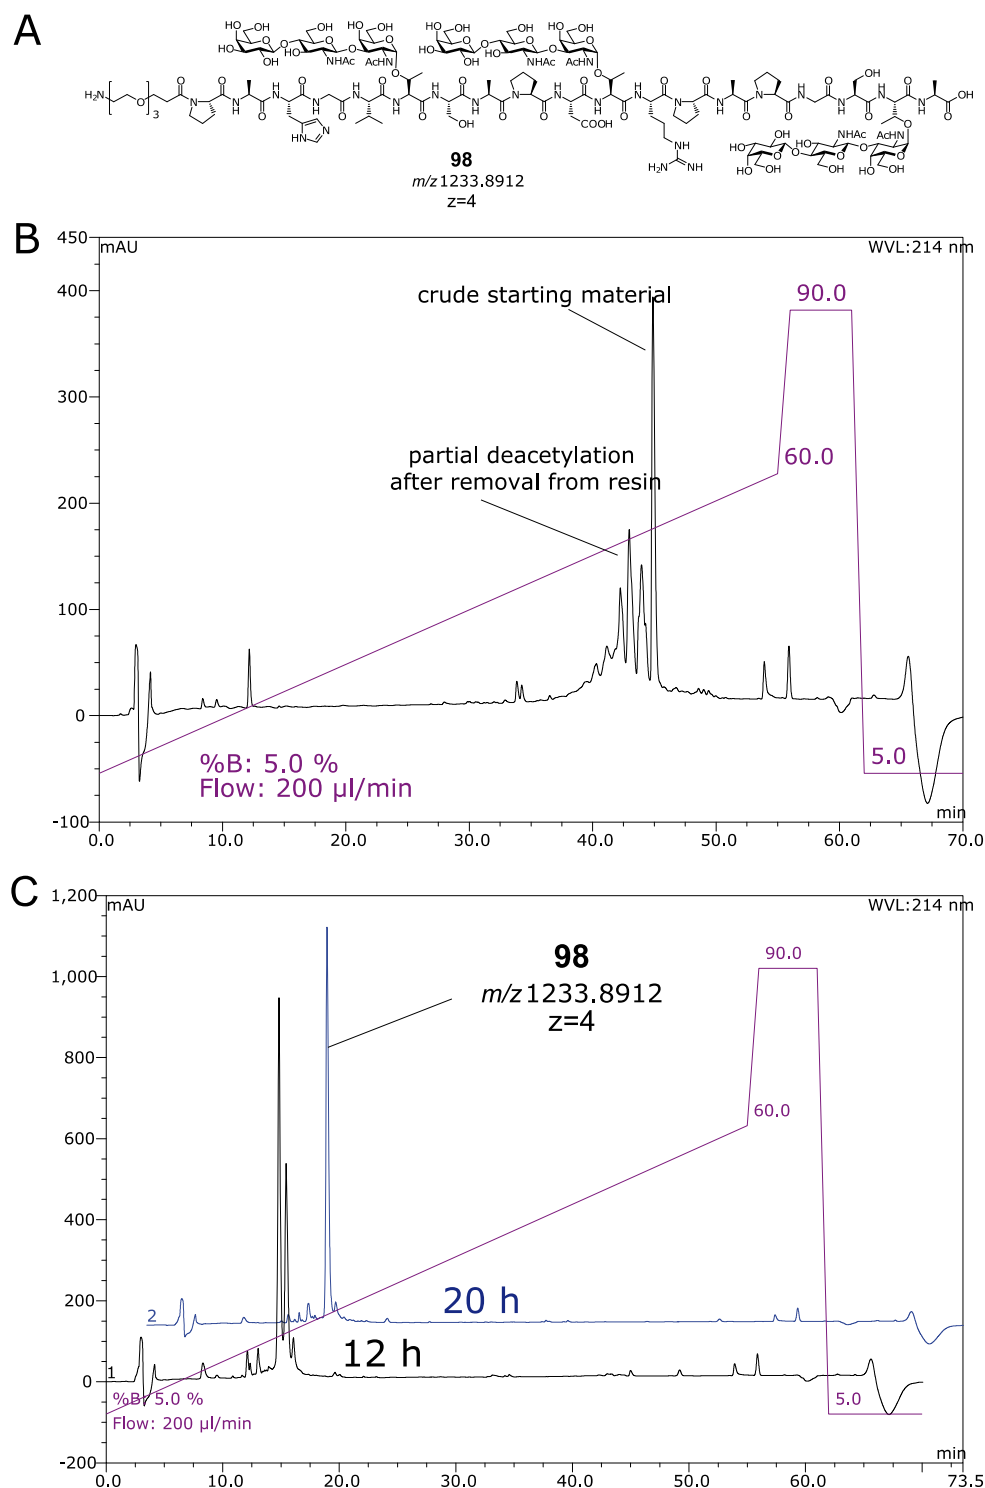 A
98
m/z 1233.8912
z=4
B
450
mAU
WVL:214 nm
400
crude starting material
90.0
300
partial deacetylation
after removal from resin
60.0
200
100
0
%B: 5.0 %
Flow: 200 µl/min
5.0
-100
min
0.0 10.0 20.0 30.0 40.0 50.0 60.0 70.0
C
1,200
mAU
WVL:214 nm
98
m/z 1233.8912
z=4
90.0
1,000
800
60.0
600
400
200
2
20 h
12 h
1
0
%B: 5.0 %
Flow: 200 µl/min
5.0
-200
min
0.0 10.0 20.0 30.0 40.0 50.0 60.0 73.5